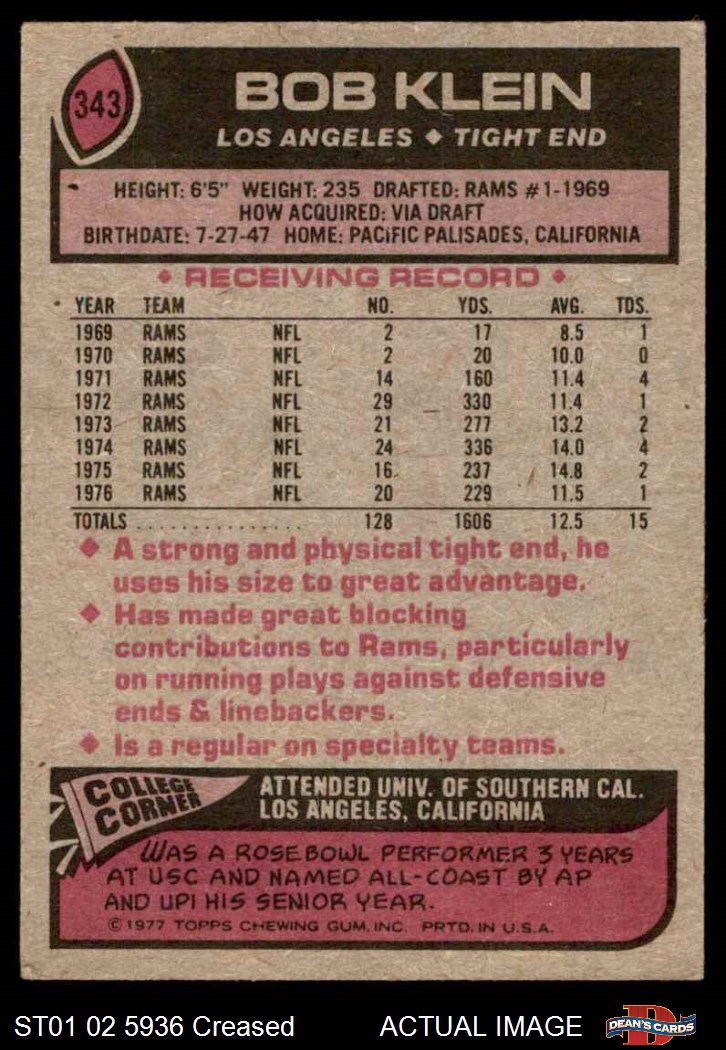 343
BOB KLEIN
LOS ANGELES ◆ TIGHT END
HEIGHT: 6'5" WEIGHT: 235 DRAFTED: RAMS #1-1969
HOW ACQUIRED: VIA DRAFT
BIRTHDATE: 7-27-47 HOME: PACIFIC PALISADES, CALIFORNIA
◆ RECEIVING RECORD ◆
YEAR TEAM NO. YDS. AVG. TDS.
1969 RAMS NFL 2 17 8.5 1
1970 RAMS NFL 2 20 10.0 0
1971 RAMS NFL 14 160 11.4 4
1972 RAMS NFL 29 330 11.4 1
1973 RAMS NFL 21 277 13.2 2
1974 RAMS NFL 24 336 14.0 4
1975 RAMS NFL 16 237 14.8 2
1976 RAMS NFL 20 229 11.5 1
TOTALS ................ 128 1606 12.5 15
◆ A strong and physical tight end, he
uses his size to great advantage.
◆ Has made great blocking
contributions to Rams, particularly
on running plays against defensive
ends & linebackers.
◆ Is a regular on specialty teams.
COLLEGE
CORNER
ATTENDED UNIV. OF SOUTHERN CAL.
LOS ANGELES, CALIFORNIA
WAS A ROSE BOWL PERFORMER 3 YEARS
AT USC AND NAMED ALL-COAST BY AP
AND UPI HIS SENIOR YEAR.
© 1977 TOPPS CHEWING GUM, INC. PRTD. IN U.S.A.
ST01 02 5936 Creased ACTUAL IMAGE
D
DEAN'S CARDS